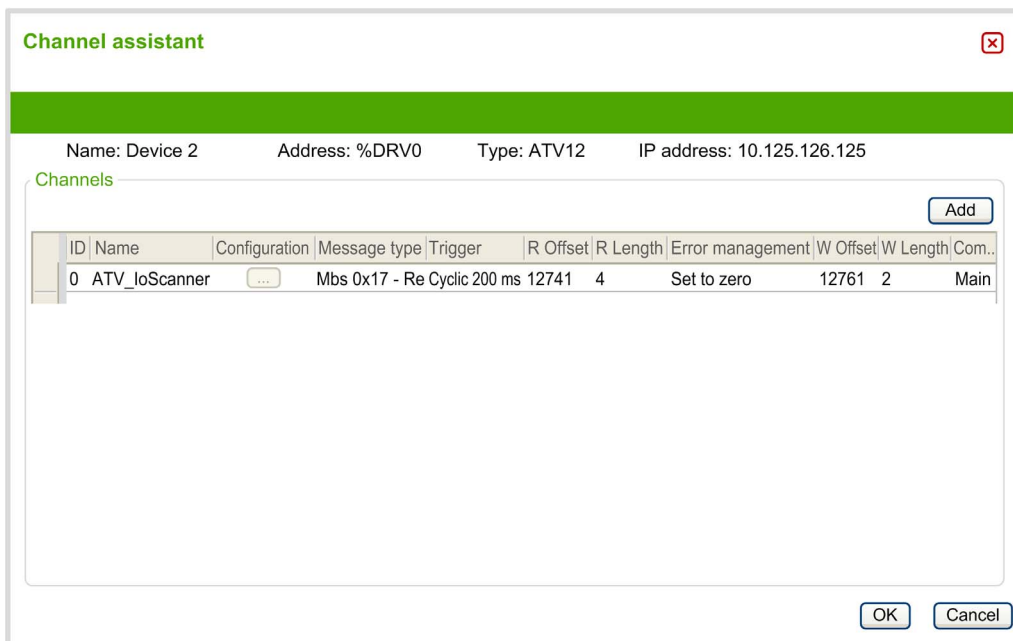 Channel assistant
Name: Device 2 Address: %DRV0 Type: ATV12 IP address: 10.125.126.125
Channels
Add
ID Name Configuration Message type Trigger R Offset R Length Error management W Offset W Length Com..
0 ATV_IoScanner ... Mbs 0x17 - Re Cyclic 200 ms 12741 4 Set to zero 12761 2 Main
OK Cancel